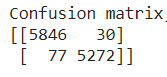 Confusion matrix,
[[5846   30]
 [  77 5272]]